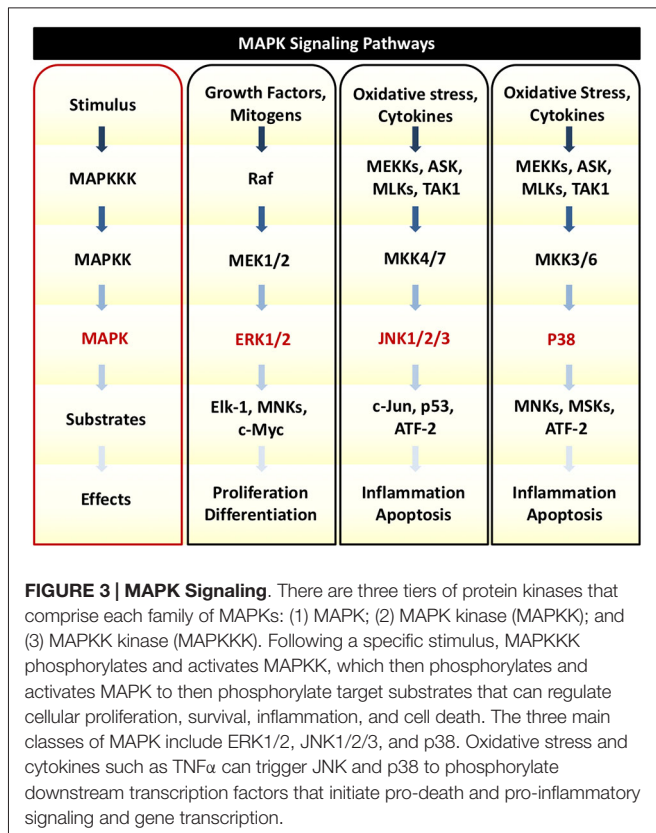 MAPK Signaling Pathways
Stimulus
MAPKKK
MAPKK
MAPK
Substrates
Effects
Growth Factors,
Mitogens
Raf
MEK1/2
ERK1/2
Elk-1, MNKs,
c-Myc
Proliferation
Differentiation
Oxidative stress,
Cytokines
MEKKs, ASK,
MLKs, TAK1
MKK4/7
JNK1/2/3
c-Jun, p53,
ATF-2
Inflammation
Apoptosis
Oxidative Stress,
Cytokines
MEKKs, ASK,
MLKs, TAK1
MKK3/6
P38
MNKs, MSKs,
ATF-2
Inflammation
Apoptosis
FIGURE 3 | MAPK Signaling. There are three tiers of protein kinases that
comprise each family of MAPKs: (1) MAPK; (2) MAPK kinase (MAPKK); and
(3) MAPKK kinase (MAPKKK). Following a specific stimulus, MAPKKK
phosphorylates and activates MAPKK, which then phosphorylates and
activates MAPK to then phosphorylate target substrates that can regulate
cellular proliferation, survival, inflammation, and cell death. The three main
classes of MAPK include ERK1/2, JNK1/2/3, and p38. Oxidative stress and
cytokines such as TNFα can trigger JNK and p38 to phosphorylate
downstream transcription factors that initiate pro-death and pro-inflammatory
signaling and gene transcription.